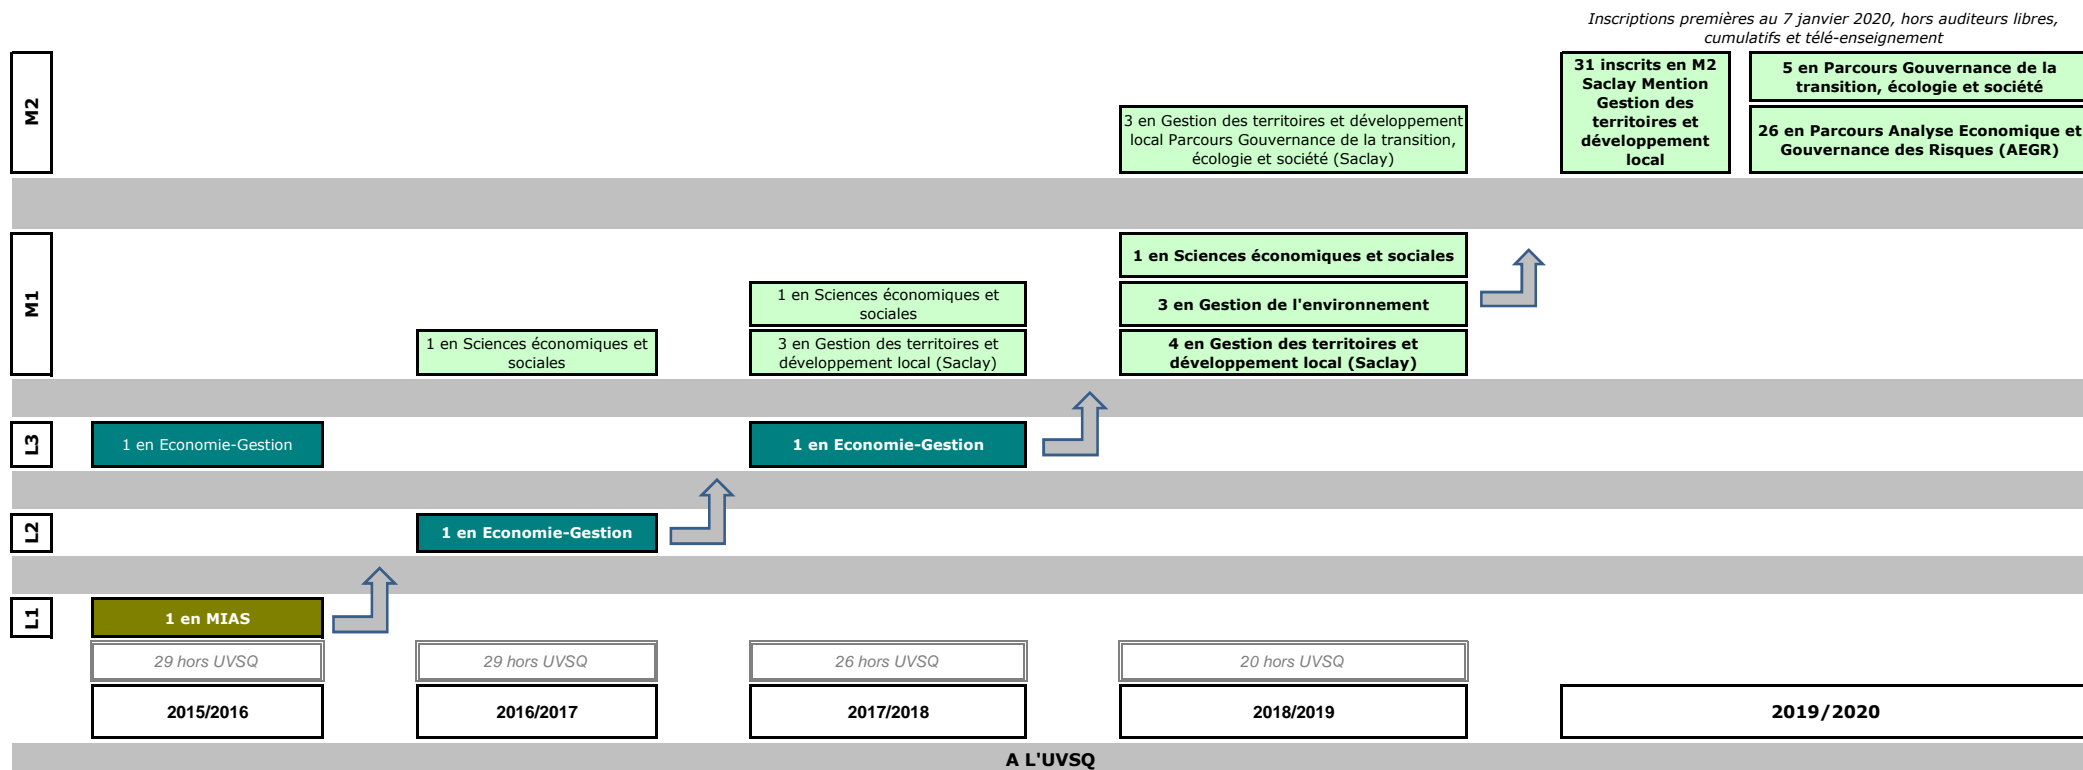 Inscriptions premières au 7 janvier 2020, hors auditeurs libres,
cumulatifs et télé-enseignement
M2
3 en Gestion des territoires et développement
local Parcours Gouvernance de la transition,
écologie et société (Saclay)
31 inscrits en M2
Saclay Mention
Gestion des
territoires et
développement
local
5 en Parcours Gouvernance de la
transition, écologie et société
26 en Parcours Analyse Economique et
Gouvernance des Risques (AEGR)
M1
1 en Sciences économiques et
sociales
1 en Sciences économiques et
sociales
3 en Gestion des territoires et
développement local (Saclay)
1 en Sciences économiques et sociales
3 en Gestion de l'environnement
4 en Gestion des territoires et
développement local (Saclay)
L3
1 en Economie-Gestion
1 en Economie-Gestion
L2
1 en Economie-Gestion
L1
1 en MIAS
29 hors UVSQ
29 hors UVSQ
26 hors UVSQ
20 hors UVSQ
2015/2016
2016/2017
2017/2018
2018/2019
2019/2020
A L'UVSQ